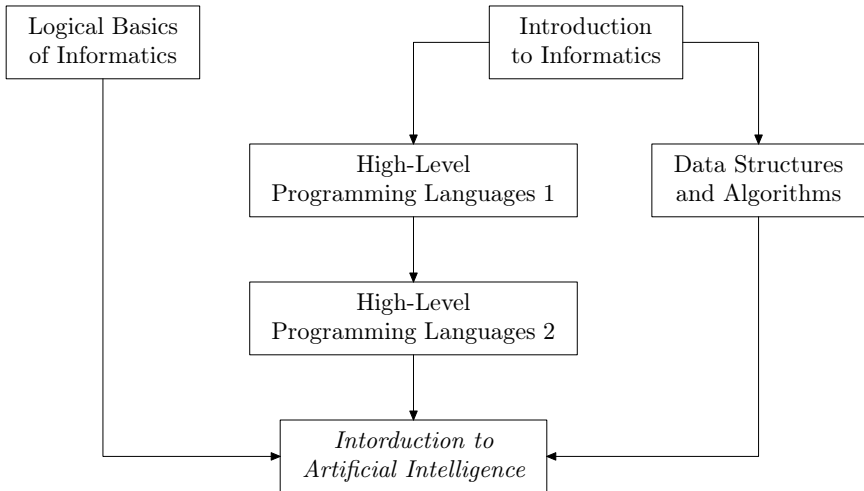 Logical Basics
of Informatics
Introduction
to Informatics
High-Level
Programming Languages 1
Data Structures
and Algorithms
High-Level
Programming Languages 2
Intorduction to
Artificial Intelligence